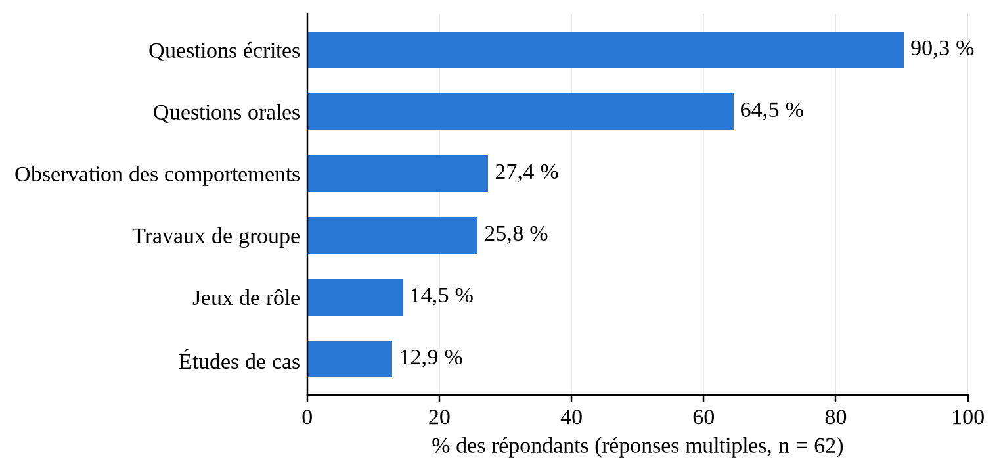 Questions écrites 90,3 %
Questions orales 64,5 %
Observation des comportements 27,4 %
Travaux de groupe 25,8 %
Jeux de rôle 14,5 %
Études de cas 12,9 %
0 20 40 60 80 100
% des répondants (réponses multiples, n = 62)